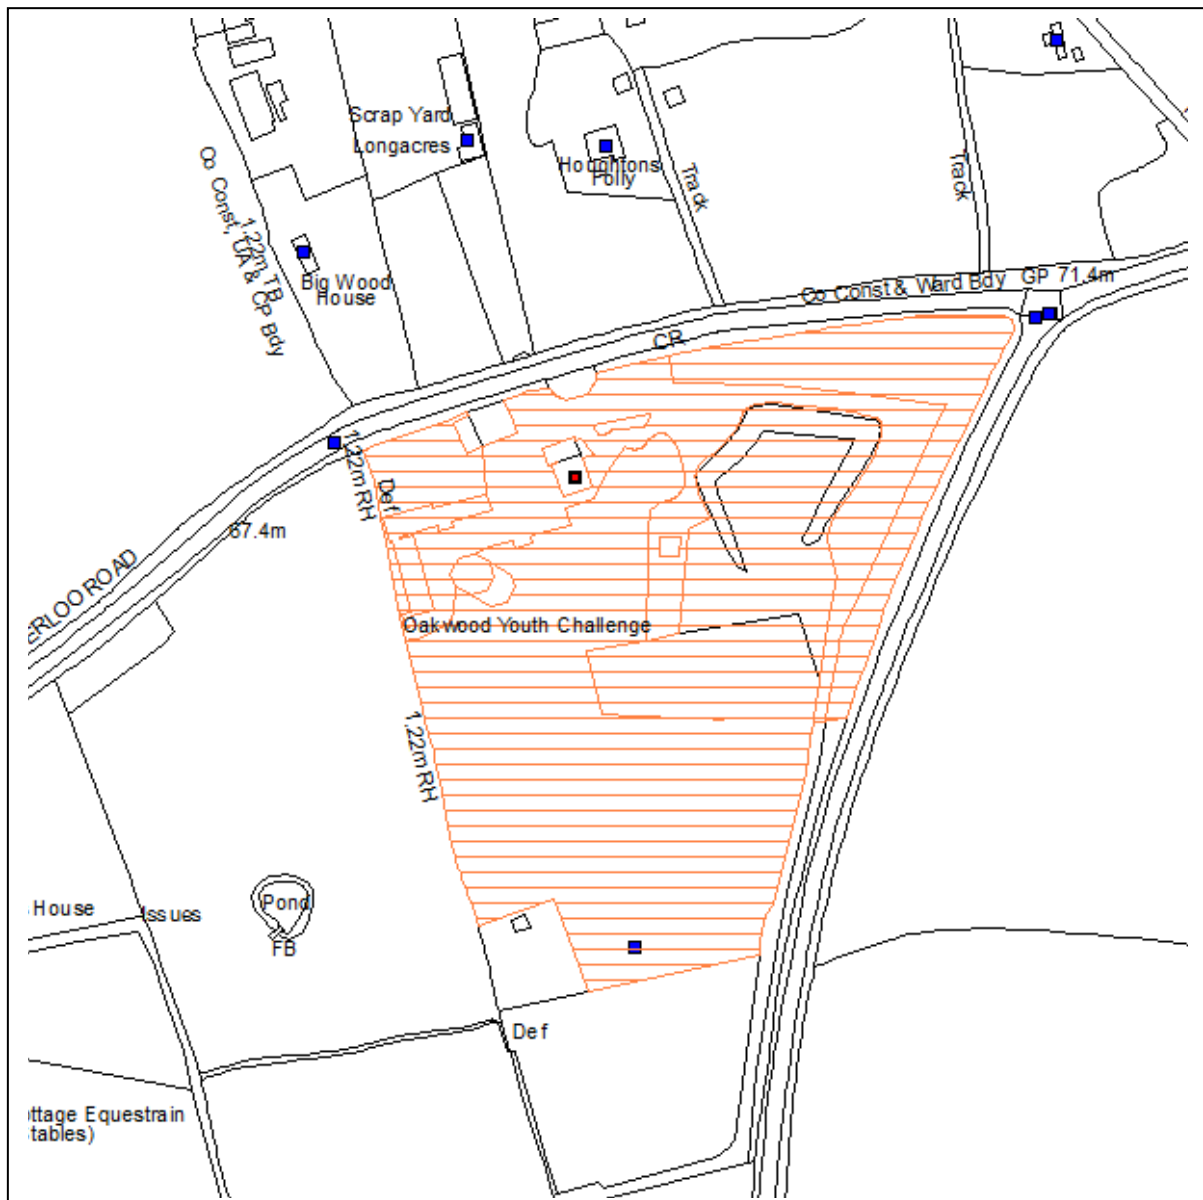 Scrap Yard
Longacres
Houghtons
Folly
Track
Track
Co Const, UA & CP Bdy
1.22m TB
Big Wood
House
Co Const & Ward Bdy
GP 71.4m
CR
1.22m RH
Def
67.4m
ERLOO ROAD
Oakwood Youth Challenge
1.22m RH
House
Issues
Pond
FB
Def
ottage Equestrain
tables)